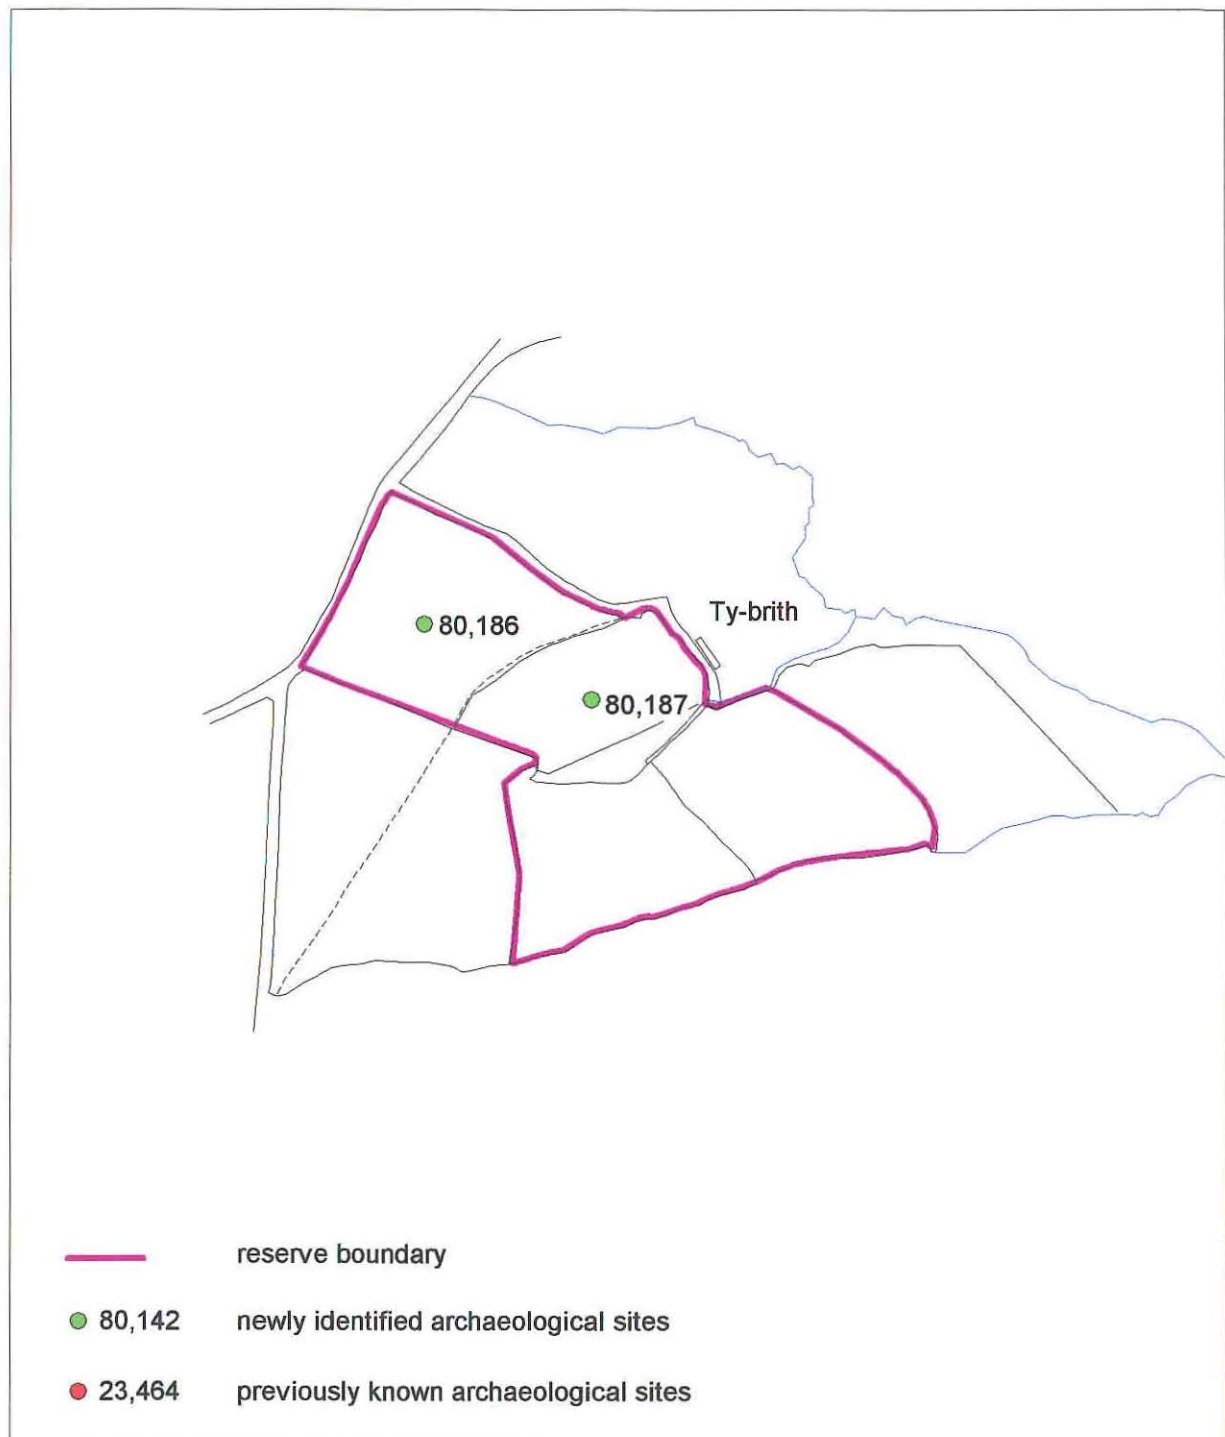 Ty-brith
80,186
80,187
reserve boundary
80,142 newly identified archaeological sites
23,464 previously known archaeological sites